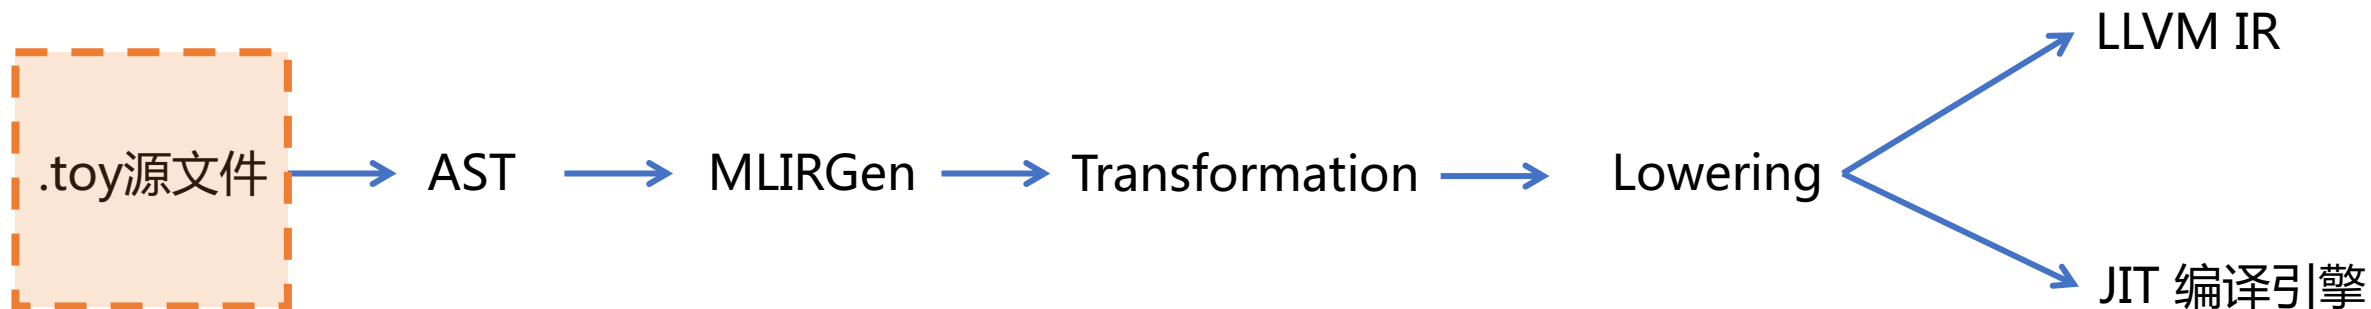 LLVM IR
.toy源文件
AST
MLIRGen
Transformation
Lowering
JIT 编译引擎